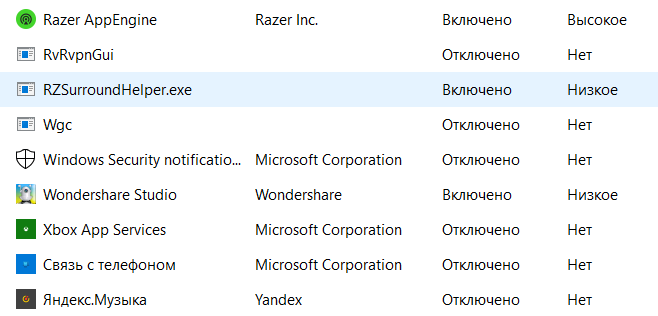 Razer AppEngine Razer Inc. Включено Высокое
RvRvpnGui Отключено Нет
RZSurroundHelper.exe Включено Низкое
Wgc Отключено Нет
Windows Security notificatio... Microsoft Corporation Отключено Нет
Wondershare Studio Wondershare Включено Низкое
Xbox App Services Microsoft Corporation Отключено Нет
Связь с телефоном Microsoft Corporation Отключено Нет
Яндекс.Музыка Yandex Отключено Нет